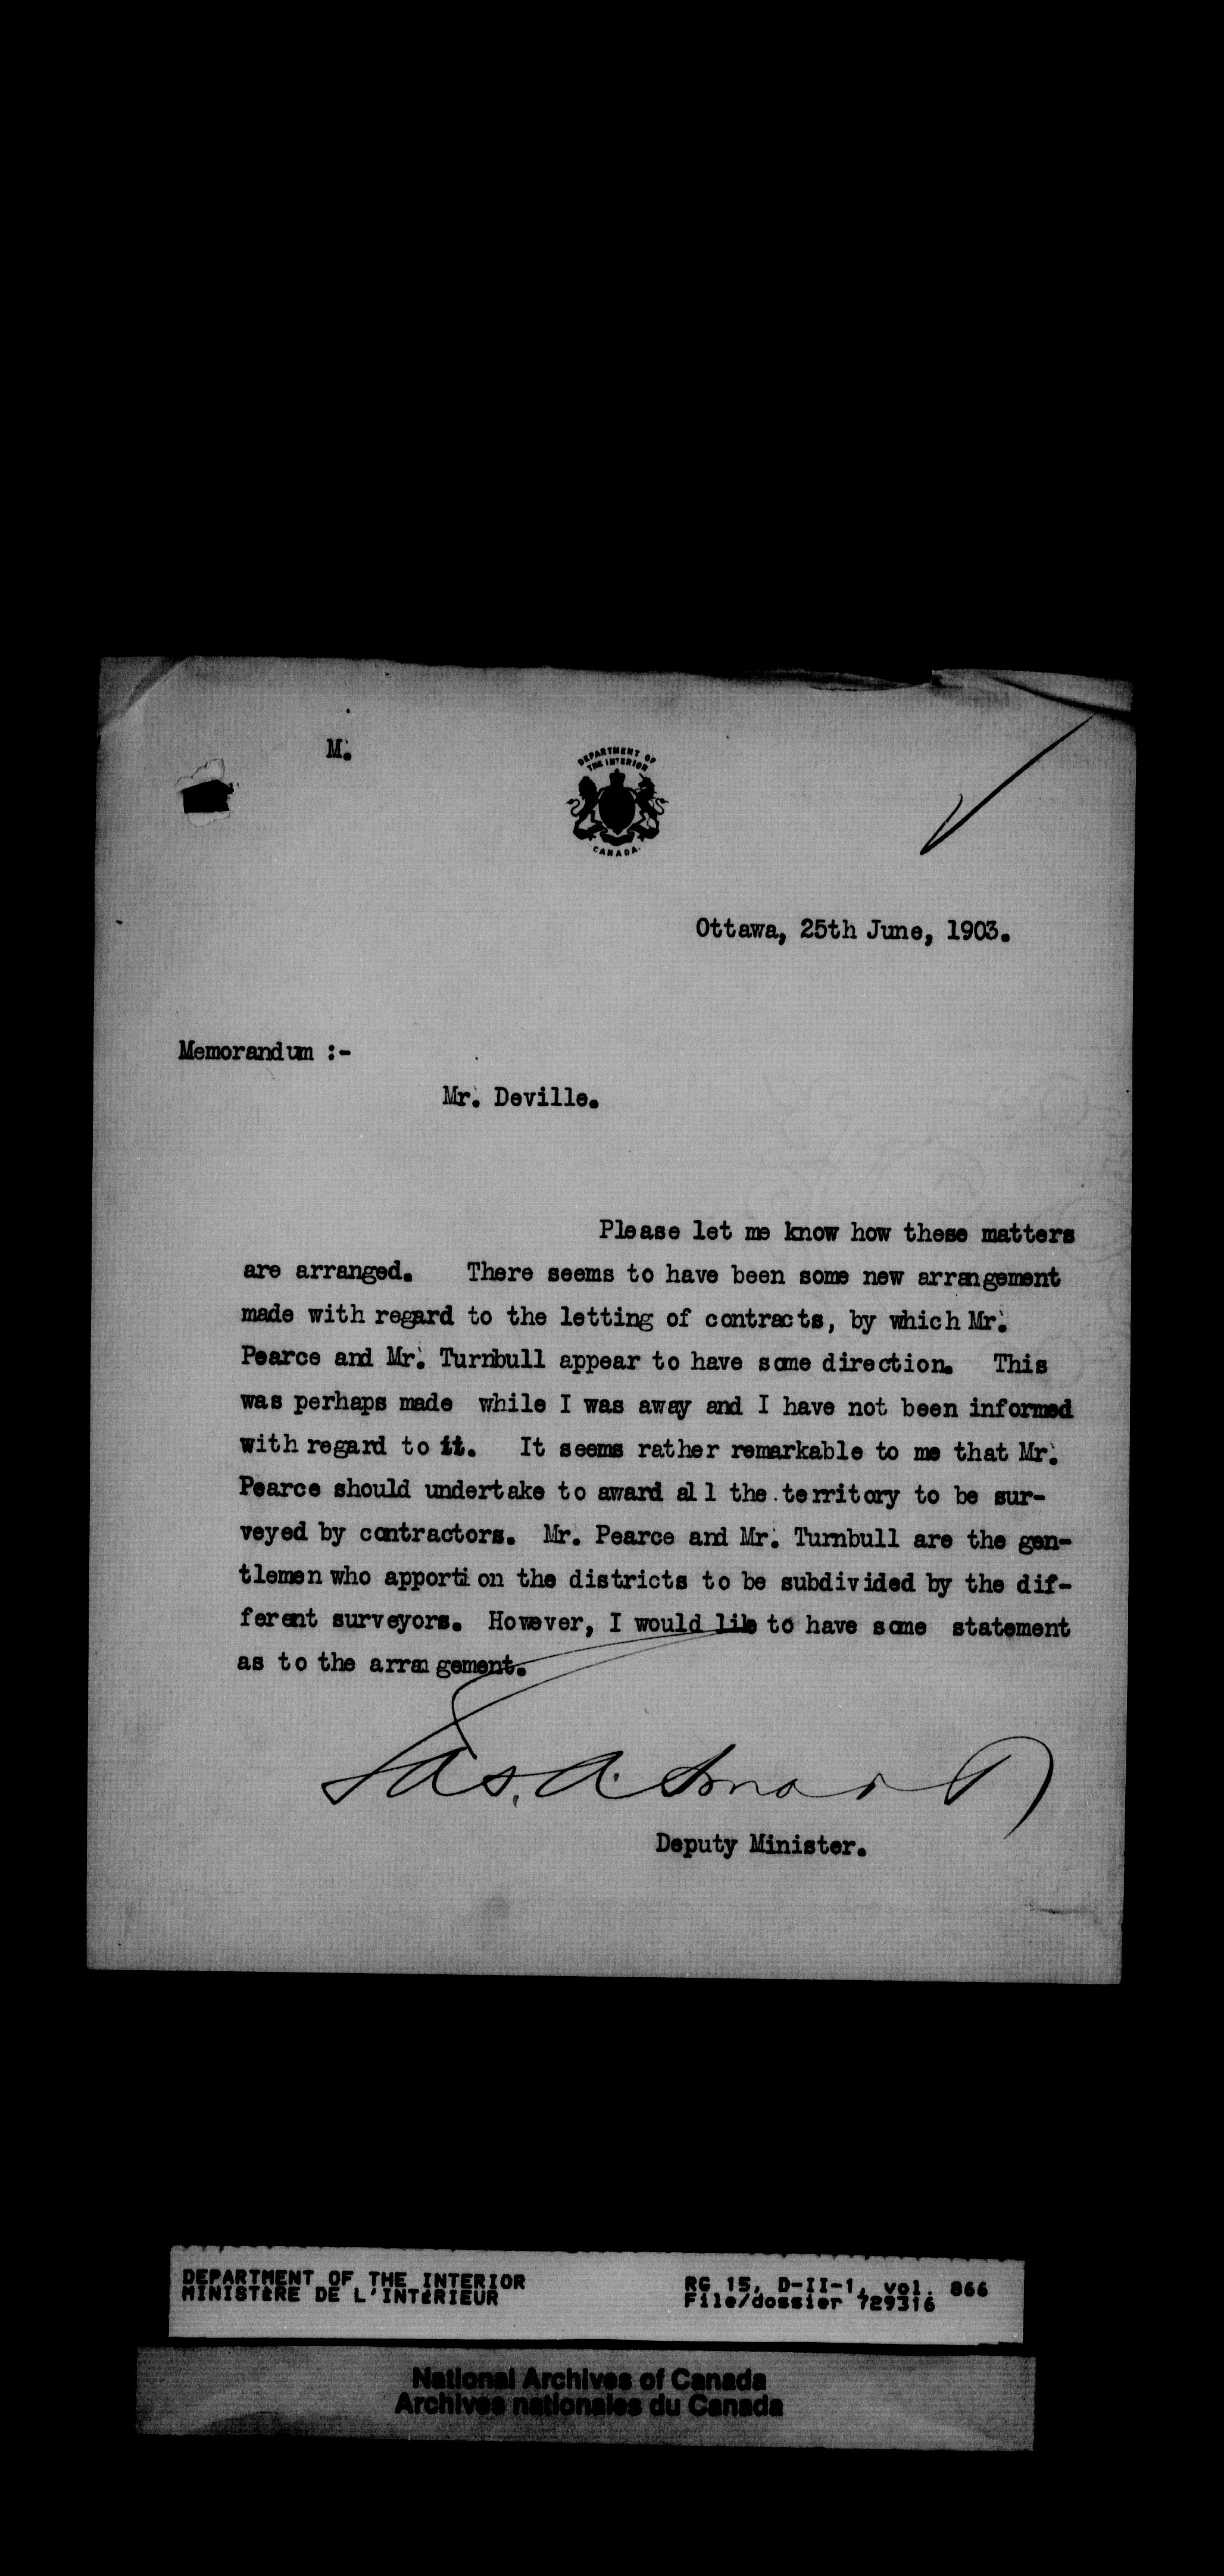 M.
DEPARTMENT OF
THE INTERIOR
CANADA.
Ottawa, 25th June, 1903.
Memorandum :-
Mr. Deville.
Please let me know how these matters
are arranged. There seems to have been some new arrangement
made with regard to the letting of contracts, by which Mr.
Pearce and Mr. Turnbull appear to have some direction. This
was perhaps made while I was away and I have not been informed
with regard to it. It seems rather remarkable to me that Mr.
Pearce should undertake to award all the territory to be sur-
veyed by contractors. Mr. Pearce and Mr. Turnbull are the gen-
tlemen who apportion the districts to be subdivided by the dif-
ferent surveyors. However, I would like to have some statement
as to the arrangement.
Jas. A. Smart
Deputy Minister.
DEPARTMENT OF THE INTERIOR
MINISTÈRE DE L'INTÉRIEUR
RG 15, D-II-1, vol. 866
File/dossier 729316
National Archives of Canada
Archives nationales du Canada